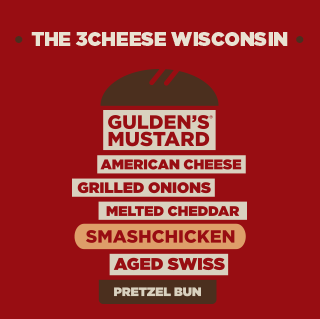 THE 3CHEESE WISCONSIN
GULDEN'S®
MUSTARD
AMERICAN CHEESE
GRILLED ONIONS
MELTED CHEDDAR
SMASHCHICKEN
AGED SWISS
PRETZEL BUN